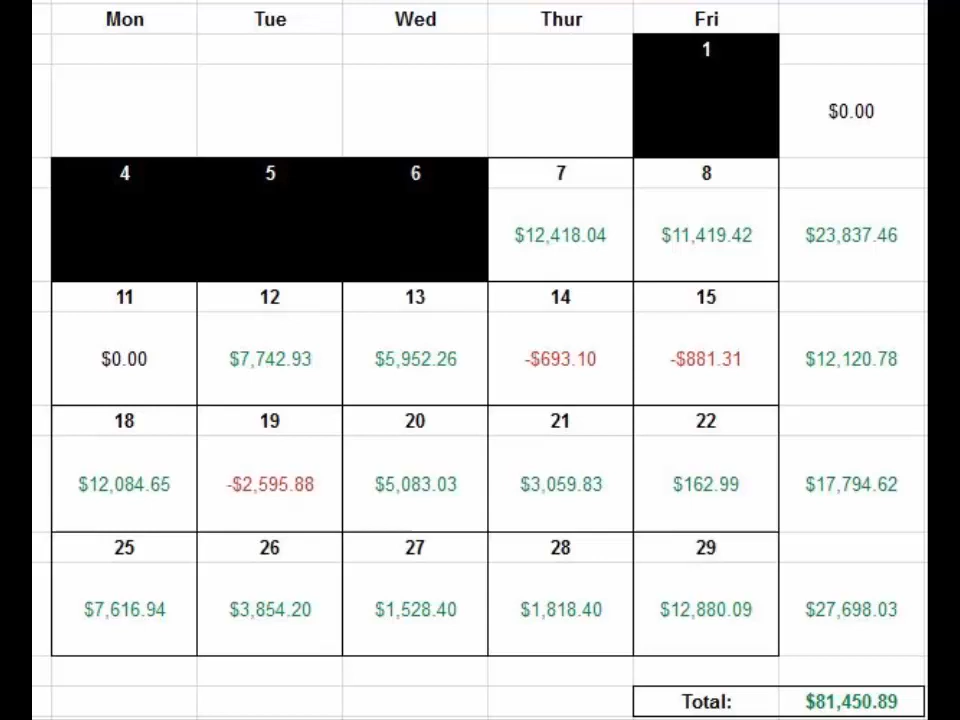 Mon Tue Wed Thur Fri
1
$0.00
4 5 6 7 8
$12,418.04 $11,419.42 $23,837.46
11 12 13 14 15
$0.00 $7,742.93 $5,952.26 -$693.10 -$881.31 $12,120.78
18 19 20 21 22
$12,084.65 -$2,595.88 $5,083.03 $3,059.83 $162.99 $17,794.62
25 26 27 28 29
$7,616.94 $3,854.20 $1,528.40 $1,818.40 $12,880.09 $27,698.03
Total: $81,450.89